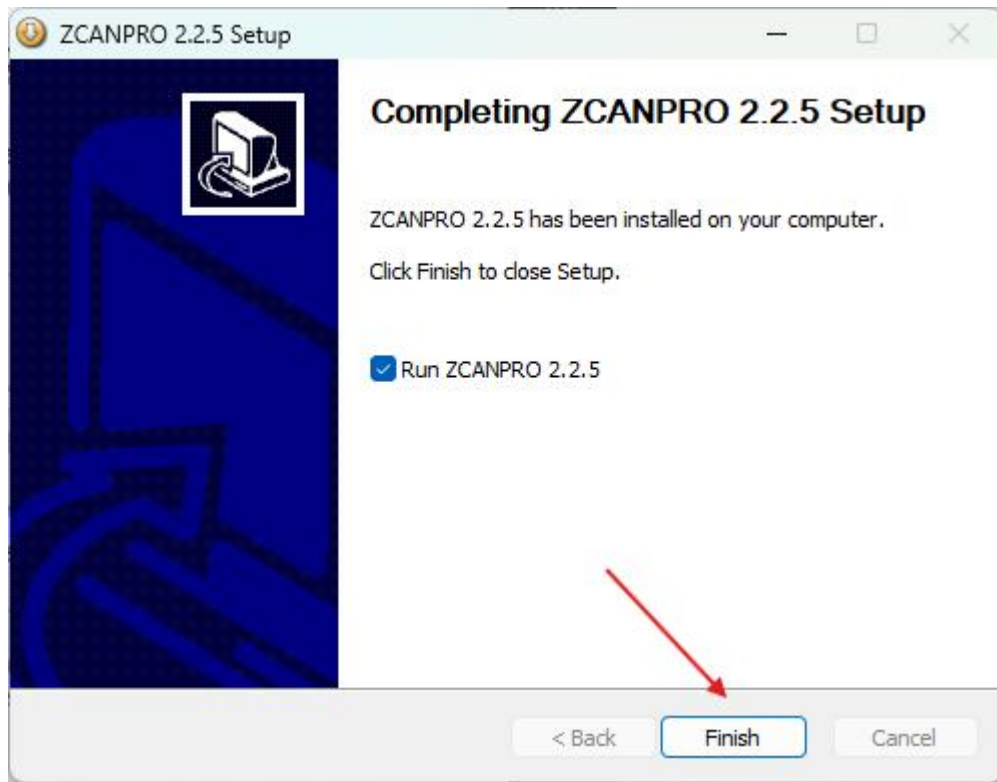 ZCANPRO 2.2.5 Setup
Completing ZCANPRO 2.2.5 Setup
ZCANPRO 2.2.5 has been installed on your computer.
Click Finish to close Setup.
Run ZCANPRO 2.2.5
< Back
Finish
Cancel